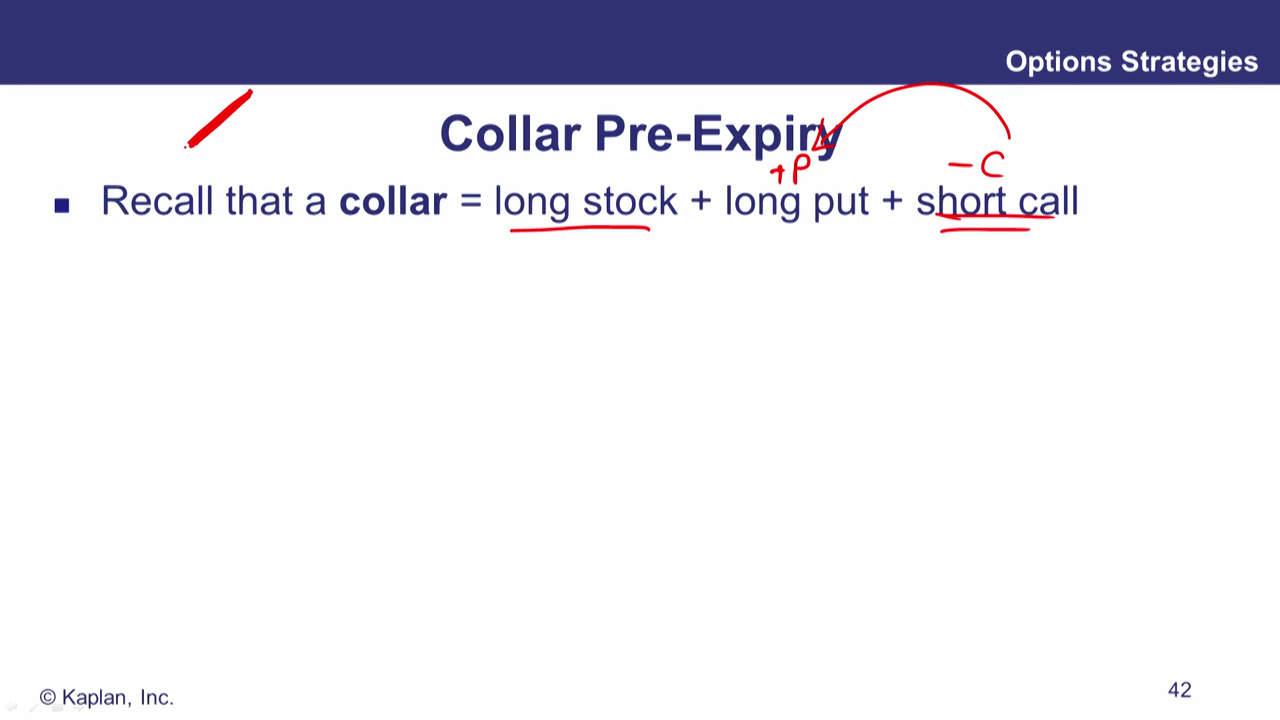 Options Strategies
Collar Pre-Expiry
+P
-C
■ Recall that a collar = long stock + long put + short call
© Kaplan, Inc.
42